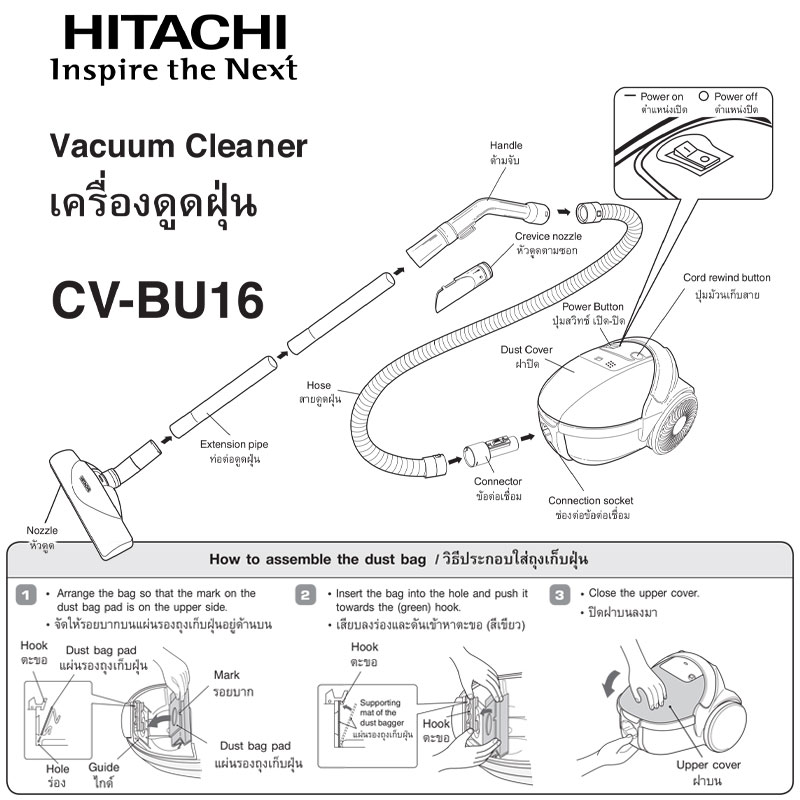 HITACHI
Inspire the Next
Vacuum Cleaner
เครื่องดูดฝุ่น
CV-BU16
Power on
ตำแหน่งเปิด
Power off
ตำแหน่งปิด
Handle
ด้ามจับ
Crevice nozzle
หัวดูดตามซอก
Cord rewind button
ปุ่มม้วนเก็บสาย
Power Button
ปุ่มสวิทช์ เปิด-ปิด
Dust Cover
ฝาปิด
Hose
สายดูดฝุ่น
Extension pipe
ท่อต่อดูดฝุ่น
Connector
ข้อต่อเชื่อม
Connection socket
ช่องต่อข้อต่อเชื่อม
Nozzle
หัวดูด
HITACHI
How to assemble the dust bag / วิธีประกอบใส่ถุงเก็บฝุ่น
1
• Arrange the bag so that the mark on the
dust bag pad is on the upper side.
• จัดให้รอยบากบนแผ่นรองถุงเก็บฝุ่นอยู่ด้านบน
Hook
ตะขอ
Dust bag pad
แผ่นรองถุงเก็บฝุ่น
Mark
รอยบาก
Dust bag pad
แผ่นรองถุงเก็บฝุ่น
Hole
ร่อง
Guide
ไกด์
2
• Insert the bag into the hole and push it
towards the (green) hook.
• เสียบลงร่องและดันเข้าหาตะขอ (สีเขียว)
Hook
ตะขอ
Supporting
mat of the
dust bagger
แผ่นรองถุงเก็บฝุ่น
Hook
ตะขอ
3
• Close the upper cover.
• ปิดฝาบนลงมา
Upper cover
ฝาบน